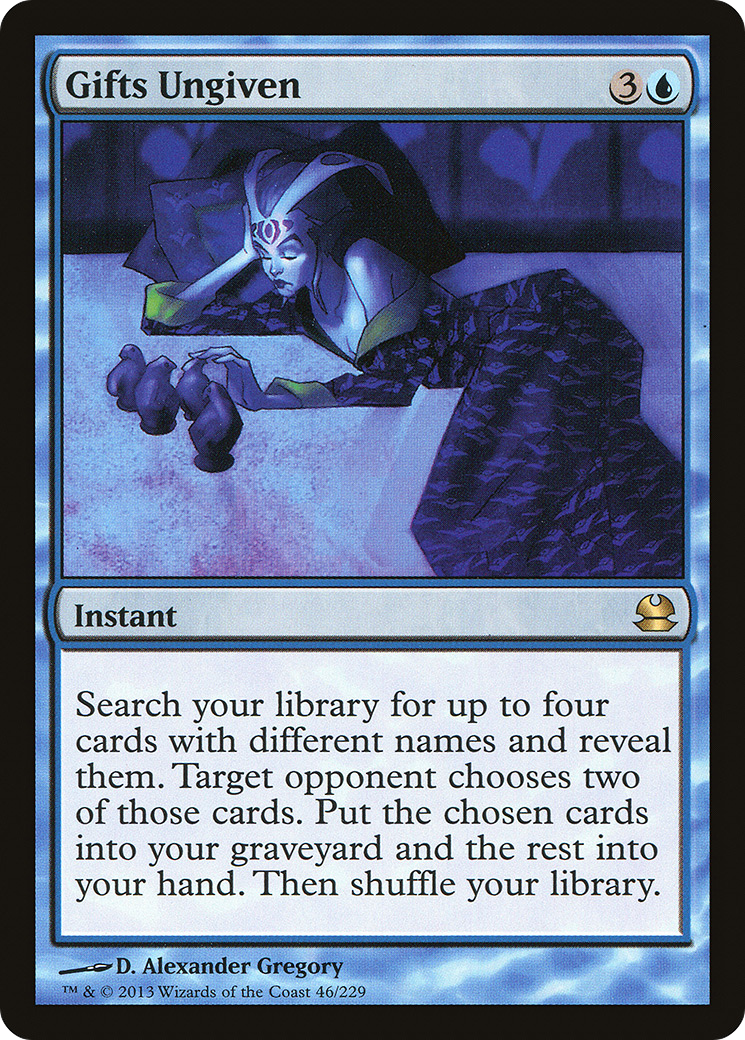 Gifts Ungiven 3
Instant
Search your library for up to four
cards with different names and reveal
them. Target opponent chooses two
of those cards. Put the chosen cards
into your graveyard and the rest into
your hand. Then shuffle your library.
D. Alexander Gregory
™ & © 2013 Wizards of the Coast 46/229